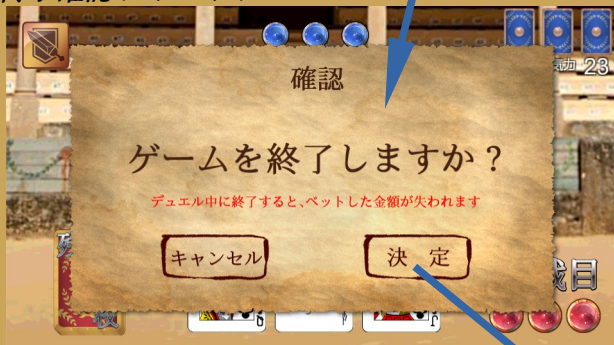 確認
ゲームを終了しますか？
デュエル中に終了すると、ベットした金額が失われます
キャンセル
決 定
23
戦目